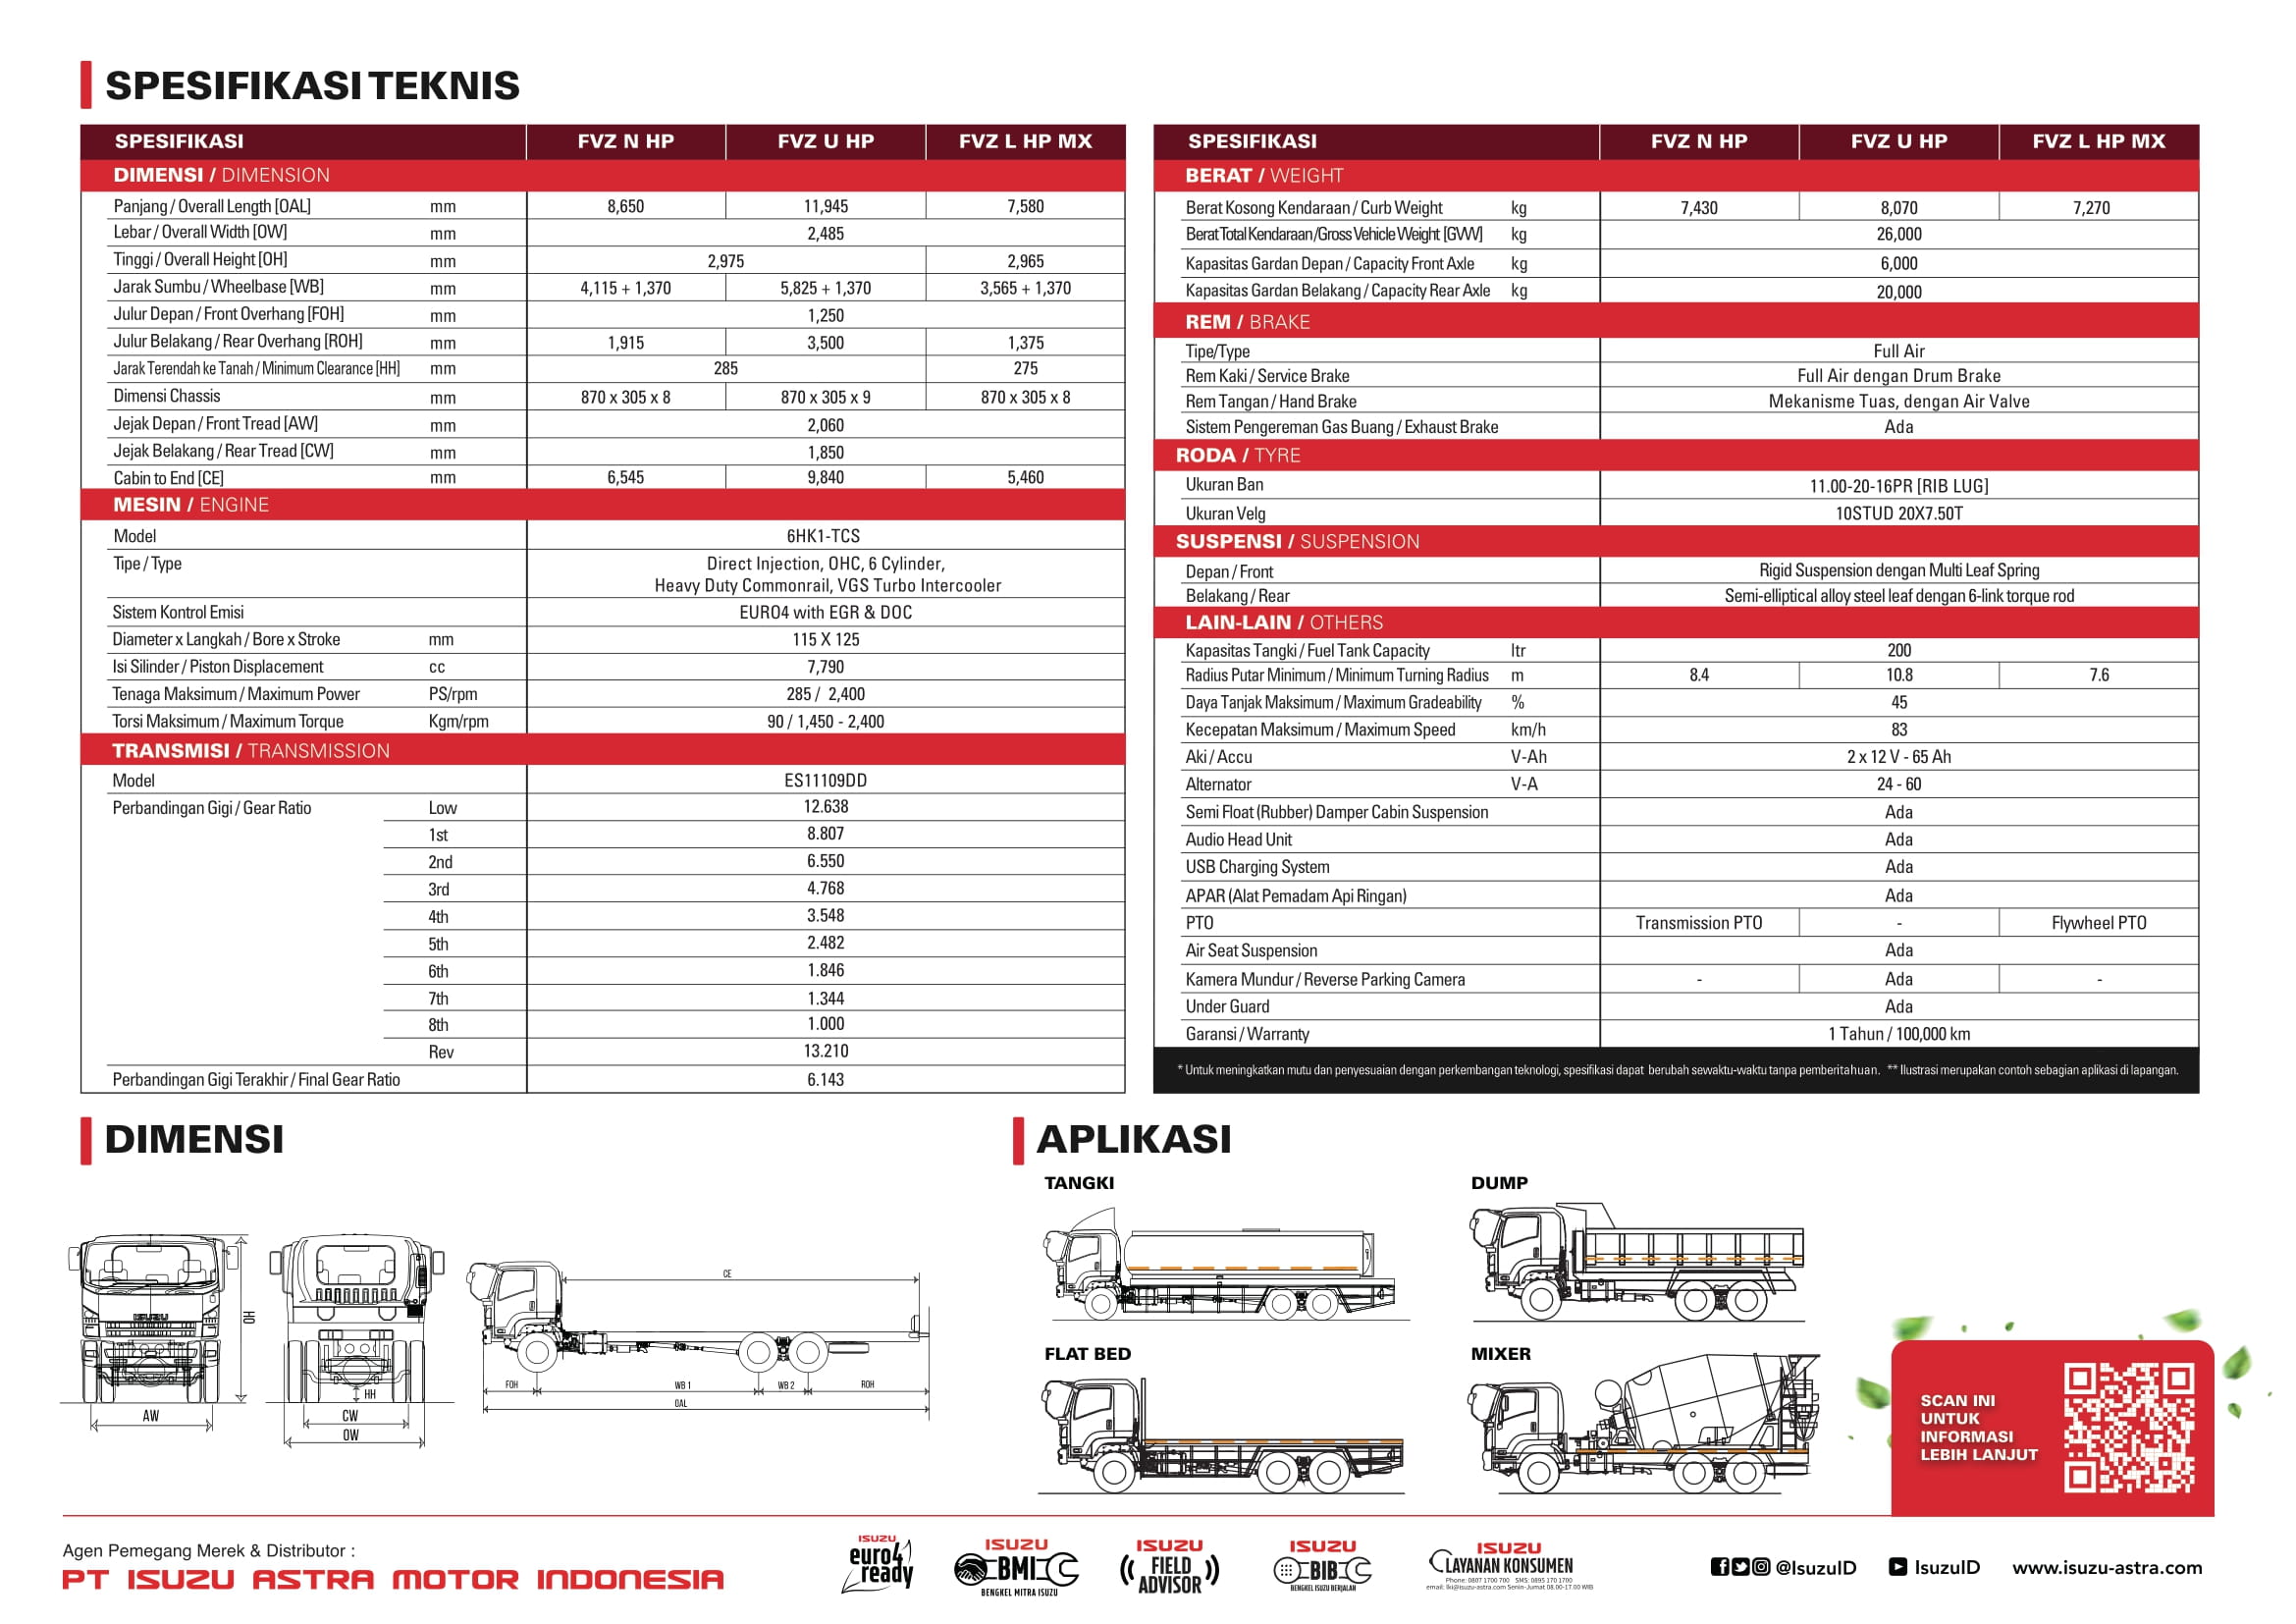 SPESIFIKASI TEKNIS
SPESIFIKASI FVZ N HP FVZ U HP FVZ L HP MX
DIMENSI / DIMENSION
Panjang / Overall Length [OAL] mm 8,650 11,945 7,580
Lebar / Overall Width [OW] mm 2,485
Tinggi / Overall Height [OH] mm 2,975 2,965
Jarak Sumbu / Wheelbase [WB] mm 4,115 + 1,370 5,825 + 1,370 3,565 + 1,370
Julur Depan / Front Overhang [FOH] mm 1,250
Julur Belakang / Rear Overhang [ROH] mm 1,915 3,500 1,375
Jarak Terendah ke Tanah / Minimum Clearance [HH] mm 285 275
Dimensi Chassis mm 870 x 305 x 8 870 x 305 x 9 870 x 305 x 8
Jejak Depan / Front Tread [AW] mm 2,060
Jejak Belakang / Rear Tread [CW] mm 1,850
Cabin to End [CE] mm 6,545 9,840 5,460
MESIN / ENGINE
Model 6HK1-TCS
Tipe / Type Direct Injection, OHC, 6 Cylinder,
Heavy Duty Commonrail, VGS Turbo Intercooler
Sistem Kontrol Emisi EURO4 with EGR & DOC
Diameter x Langkah / Bore x Stroke mm 115 X 125
Isi Silinder / Piston Displacement cc 7,790
Tenaga Maksimum / Maximum Power PS/rpm 285 / 2,400
Torsi Maksimum / Maximum Torque Kgm/rpm 90 / 1,450 - 2,400
TRANSMISI / TRANSMISSION
Model ES11109DD
Perbandingan Gigi / Gear Ratio Low 12.638
1st 8.807
2nd 6.550
3rd 4.768
4th 3.548
5th 2.482
6th 1.846
7th 1.344
8th 1.000
Rev 13.210
Perbandingan Gigi Terakhir / Final Gear Ratio 6.143
SPESIFIKASI FVZ N HP FVZ U HP FVZ L HP MX
BERAT / WEIGHT
Berat Kosong Kendaraan / Curb Weight kg 7,430 8,070 7,270
Berat Total Kendaraan / Gross Vehicle Weight [GVW] kg 26,000
Kapasitas Gardan Depan / Capacity Front Axle kg 6,000
Kapasitas Gardan Belakang / Capacity Rear Axle kg 20,000
REM / BRAKE
Tipe/Type Full Air
Rem Kaki / Service Brake Full Air dengan Drum Brake
Rem Tangan / Hand Brake Mekanisme Tuas, dengan Air Valve
Sistem Pengereman Gas Buang / Exhaust Brake Ada
RODA / TYRE
Ukuran Ban 11.00-20-16PR [RIB LUG]
Ukuran Velg 10STUD 20X7.50T
SUSPENSI / SUSPENSION
Depan / Front Rigid Suspension dengan Multi Leaf Spring
Belakang / Rear Semi-elliptical alloy steel leaf dengan 6-link torque rod
LAIN-LAIN / OTHERS
Kapasitas Tangki / Fuel Tank Capacity ltr 200
Radius Putar Minimum / Minimum Turning Radius m 8.4 10.8 7.6
Daya Tanjak Maksimum / Maximum Gradeability % 45
Kecepatan Maksimum / Maximum Speed km/h 83
Aki / Accu V-Ah 2 x 12 V - 65 Ah
Alternator V-A 24 - 60
Semi Float (Rubber) Damper Cabin Suspension Ada
Audio Head Unit Ada
USB Charging System Ada
APAR (Alat Pemadam Api Ringan) Ada
PTO Transmission PTO - Flywheel PTO
Air Seat Suspension Ada
Kamera Mundur / Reverse Parking Camera - Ada -
Under Guard Ada
Garansi / Warranty 1 Tahun / 100,000 km
* Untuk meningkatkan mutu dan penyesuaian dengan perkembangan teknologi, spesifikasi dapat berubah sewaktu-waktu tanpa pemberitahuan. ** Ilustrasi merupakan contoh sebagian aplikasi di lapangan.
DIMENSI
ISUZU
OH
AW
HH
CW
OW
CE
FOH WB 1 WB 2 ROH
OAL
APLIKASI
TANGKI
DUMP
FLAT BED
MIXER
SCAN INI
UNTUK
INFORMASI
LEBIH LANJUT
Agen Pemegang Merek & Distributor :
PT ISUZU ASTRA MOTOR INDONESIA
ISUZU
euro4
ready
ISUZU
BMI
BENGKEL MITRA ISUZU
ISUZU
FIELD
ADVISOR
ISUZU
BIB
BENGKEL ISUZU BERJALAN
ISUZU
LAYANAN KONSUMEN
Phone: 0807 1700 700 SMS: 0895 170 1700
email: lki@isuzu-astra.com Senin-Jumat 08.00-17.00 WIB
@IsuzuID IsuzuID www.isuzu-astra.com